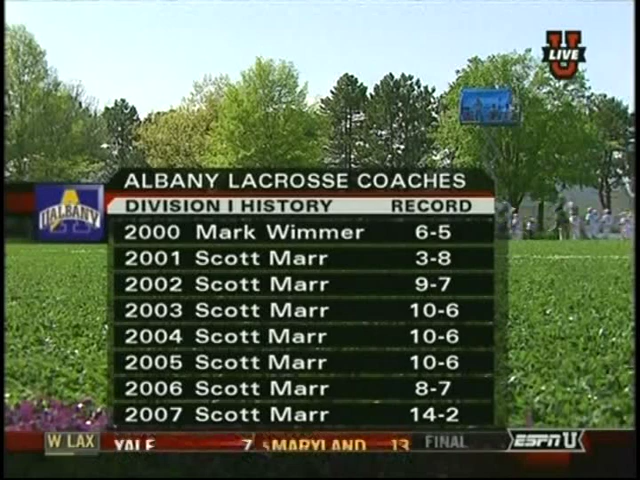 U
LIVE
ALBANY LACROSSE COACHES
UALBANY
DIVISION I HISTORY RECORD
2000 Mark Wimmer 6-5
2001 Scott Marr 3-8
2002 Scott Marr 9-7
2003 Scott Marr 10-6
2004 Scott Marr 10-6
2005 Scott Marr 10-6
2006 Scott Marr 8-7
2007 Scott Marr 14-2
W LAX YALE 7 MARYLAND 13 FINAL ESPN U